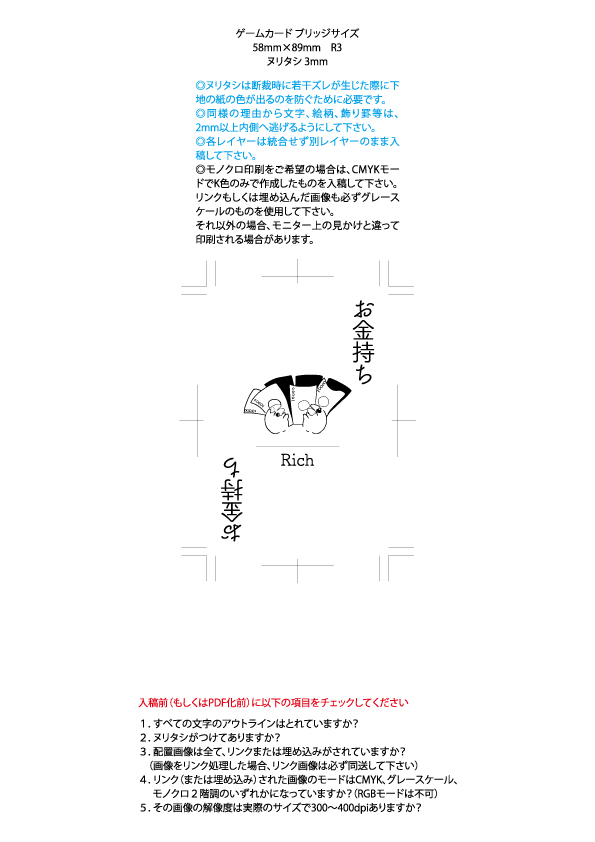 ゲームカード ブリッジサイズ
58mm×89mm　R3
ヌリタシ 3mm
◎ヌリタシは断裁時に若干ズレが生じた際に下
地の紙の色が出るのを防ぐために必要です。
◎同様の理由から文字、絵柄、飾り罫等は、
2mm以上内側へ逃げるようにして下さい。
◎各レイヤーは統合せず別レイヤーのまま入
稿して下さい。
◎モノクロ印刷をご希望の場合は、CMYKモー
ドでK色のみで作成したものを入稿して下さい。
リンクもしくは埋め込んだ画像も必ずグレース
ケールのものを使用して下さい。
それ以外の場合、モニター上の見かけと違って
印刷される場合があります。
お金持ち
Rich
お金持ち
入稿前（もしくはPDF化前）に以下の項目をチェックしてください
1．すべての文字のアウトラインはとれていますか？
2．ヌリタシがつけてありますか？
3．配置画像は全て、リンクまたは埋め込みがされていますか？
（画像をリンク処理した場合、リンク画像は必ず同送して下さい）
4．リンク（または埋め込み）された画像のモードはCMYK、グレースケール、
モノクロ２階調のいずれかになっていますか？（RGBモードは不可）
5．その画像の解像度は実際のサイズで300〜400dpiありますか？